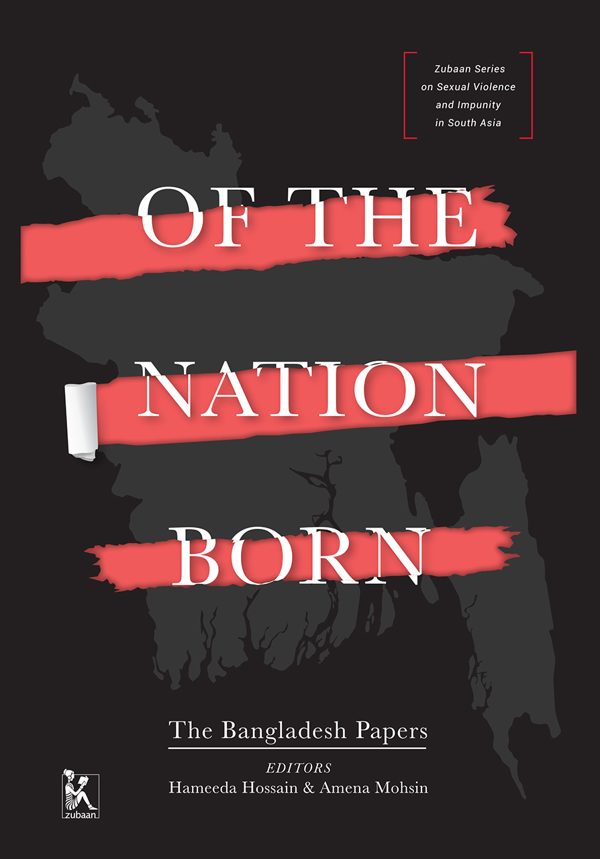 Zubaan Series
on Sexual Violence
and Impunity
in South Asia
OF THE
NATION
BORN
The Bangladesh Papers
EDITORS
Hameeda Hossain & Amena Mohsin
zubaan